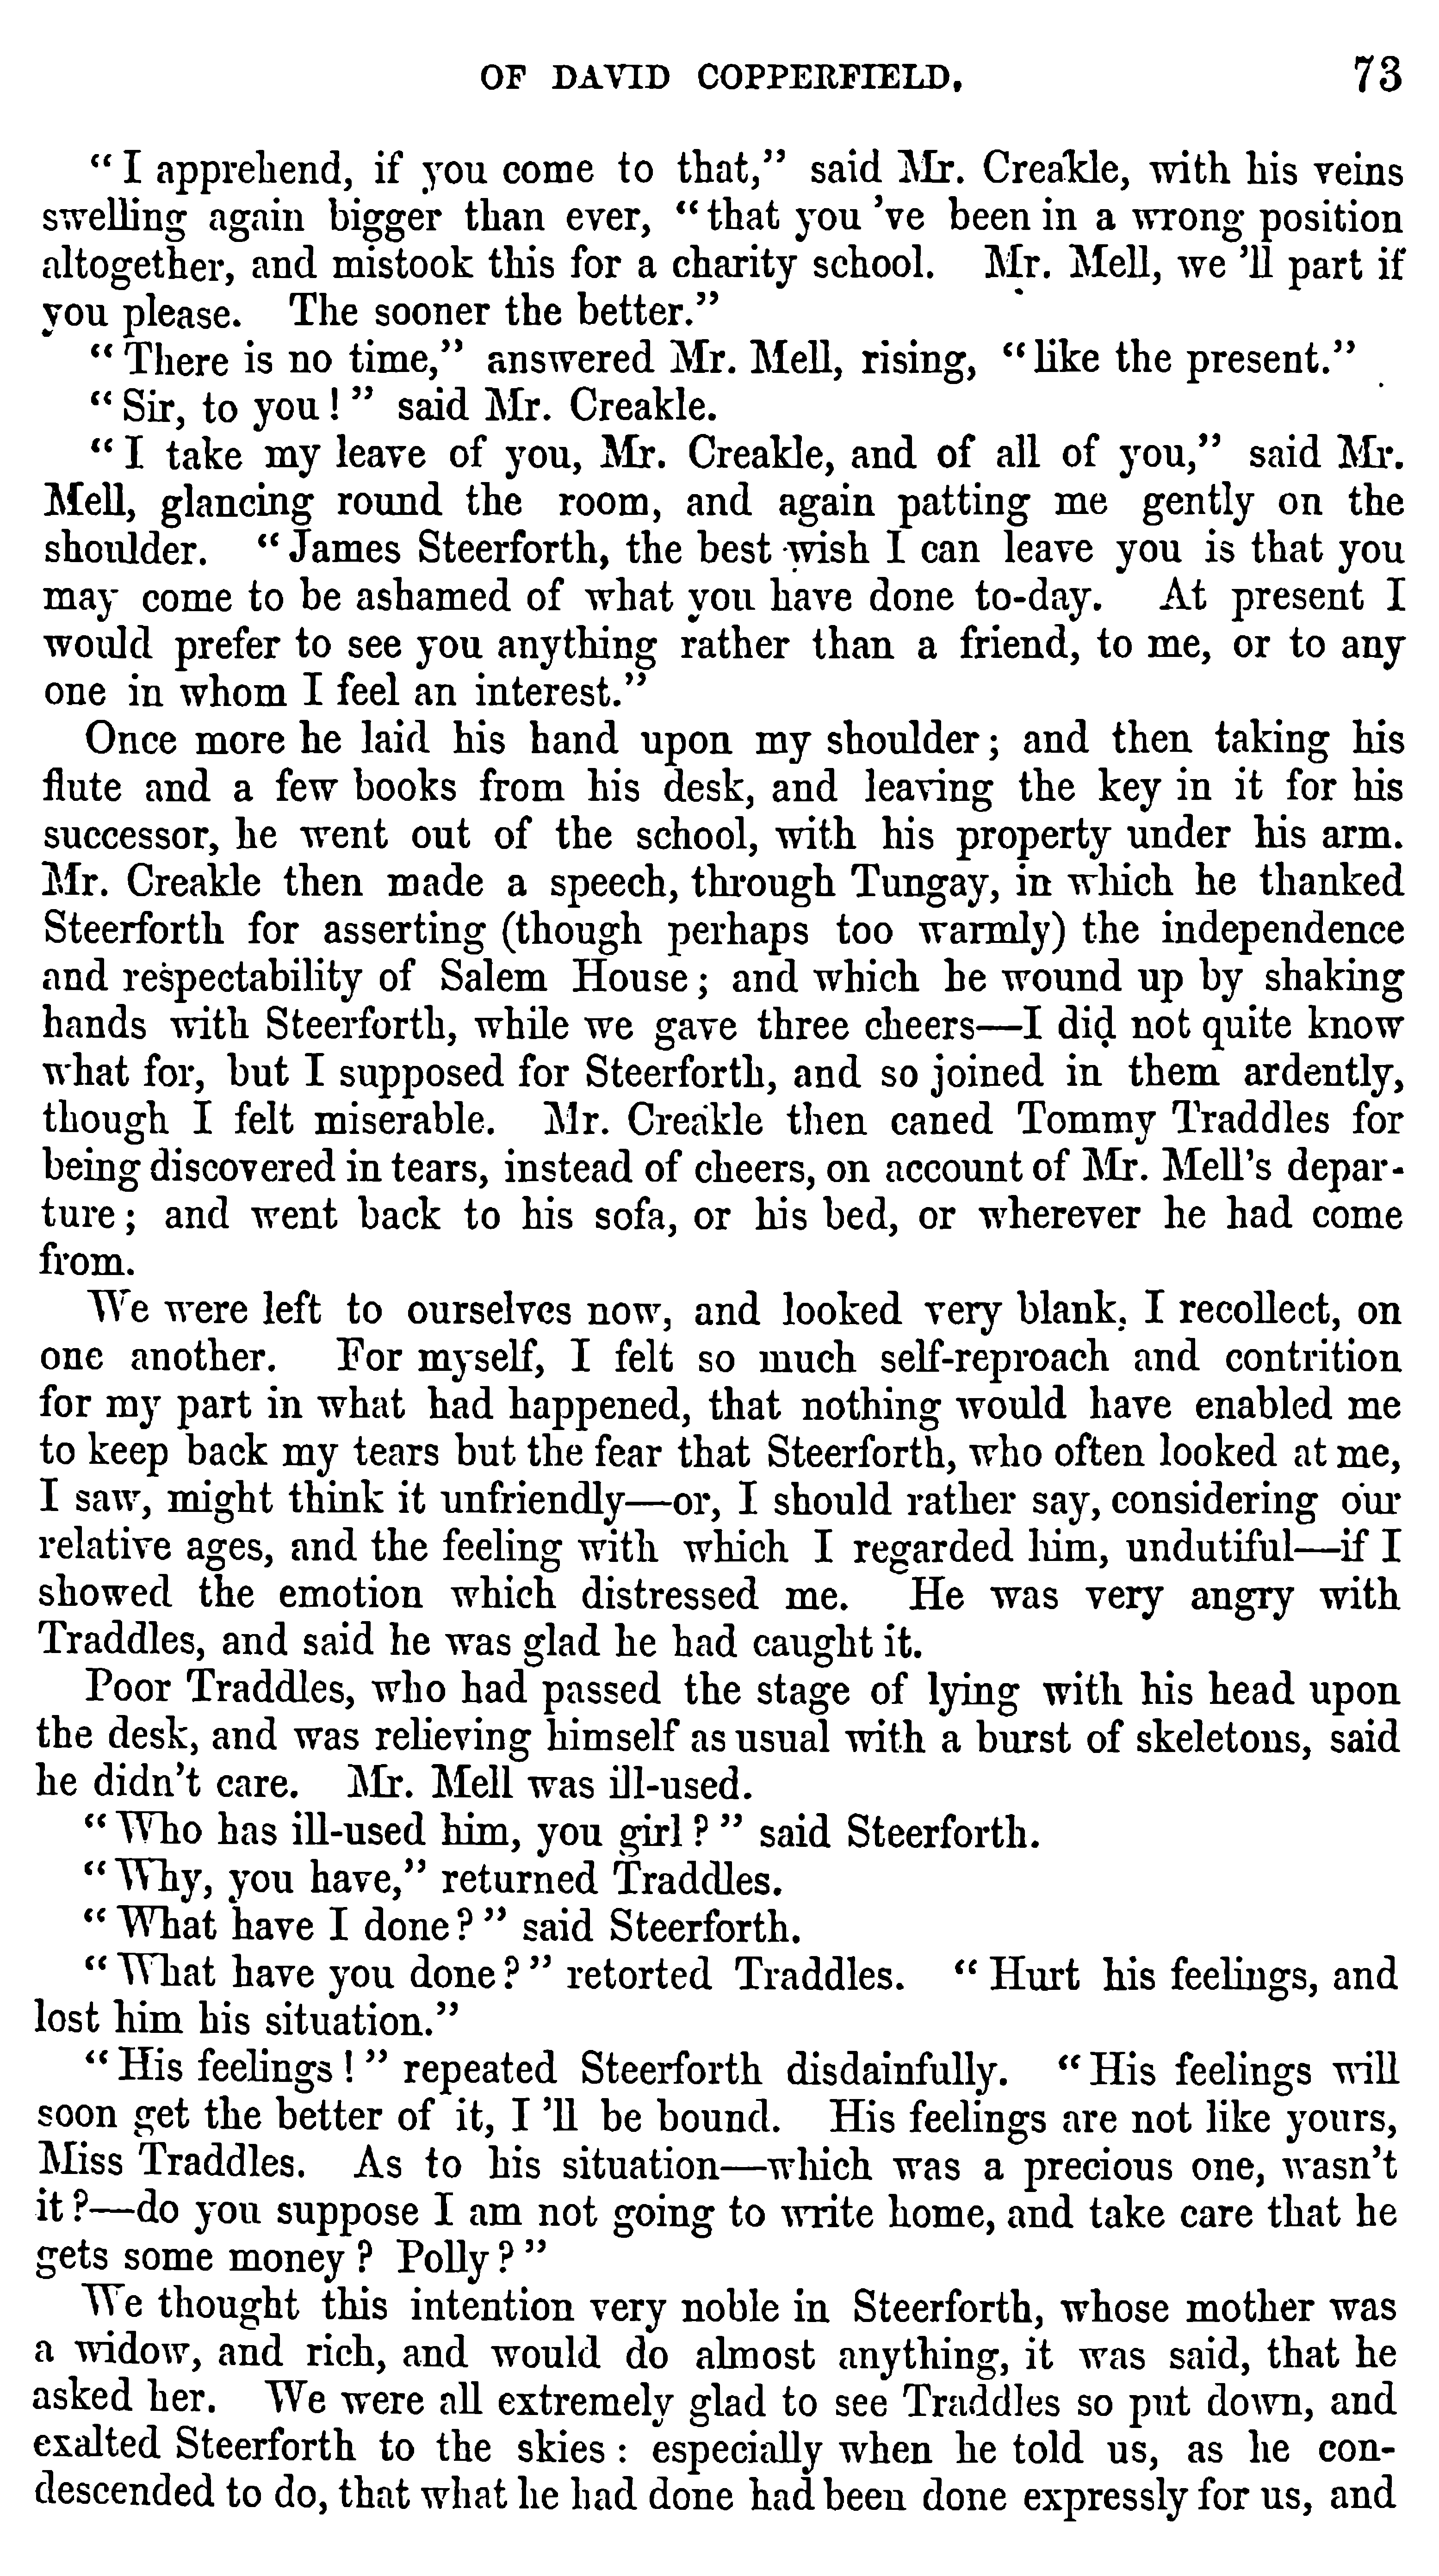 OF DAVID COPPERFIELD. 73
"I apprehend, if you come to that," said Mr. Creakle, with his veins
swelling again bigger than ever, "that you 've been in a wrong position
altogether, and mistook this for a charity school. Mr. Mell, we 'll part if
you please. The sooner the better."
"There is no time," answered Mr. Mell, rising, "like the present."
"Sir, to you!" said Mr. Creakle.
"I take my leave of you, Mr. Creakle, and of all of you," said Mr.
Mell, glancing round the room, and again patting me gently on the
shoulder. "James Steerforth, the best wish I can leave you is that you
may come to be ashamed of what you have done to-day. At present I
would prefer to see you anything rather than a friend, to me, or to any
one in whom I feel an interest."
Once more he laid his hand upon my shoulder; and then taking his
flute and a few books from his desk, and leaving the key in it for his
successor, he went out of the school, with his property under his arm.
Mr. Creakle then made a speech, through Tungay, in which he thanked
Steerforth for asserting (though perhaps too warmly) the independence
and respectability of Salem House; and which he wound up by shaking
hands with Steerforth, while we gave three cheers—I did not quite know
what for, but I supposed for Steerforth, and so joined in them ardently,
though I felt miserable. Mr. Creakle then caned Tommy Traddles for
being discovered in tears, instead of cheers, on account of Mr. Mell's depar-
ture; and went back to his sofa, or his bed, or wherever he had come
from.
We were left to ourselves now, and looked very blank, I recollect, on
one another. For myself, I felt so much self-reproach and contrition
for my part in what had happened, that nothing would have enabled me
to keep back my tears but the fear that Steerforth, who often looked at me,
I saw, might think it unfriendly—or, I should rather say, considering our
relative ages, and the feeling with which I regarded him, undutiful—if I
showed the emotion which distressed me. He was very angry with
Traddles, and said he was glad he had caught it.
Poor Traddles, who had passed the stage of lying with his head upon
the desk, and was relieving himself as usual with a burst of skeletons, said
he didn't care. Mr. Mell was ill-used.
"Who has ill-used him, you girl?" said Steerforth.
"Why, you have," returned Traddles.
"What have I done?" said Steerforth.
"What have you done?" retorted Traddles. "Hurt his feelings, and
lost him his situation."
"His feelings!" repeated Steerforth disdainfully. "His feelings will
soon get the better of it, I 'll be bound. His feelings are not like yours,
Miss Traddles. As to his situation—which was a precious one, wasn't
it?—do you suppose I am not going to write home, and take care that he
gets some money? Polly?"
We thought this intention very noble in Steerforth, whose mother was
a widow, and rich, and would do almost anything, it was said, that he
asked her. We were all extremely glad to see Traddles so put down, and
exalted Steerforth to the skies: especially when he told us, as he con-
descended to do, that what he had done had been done expressly for us, and